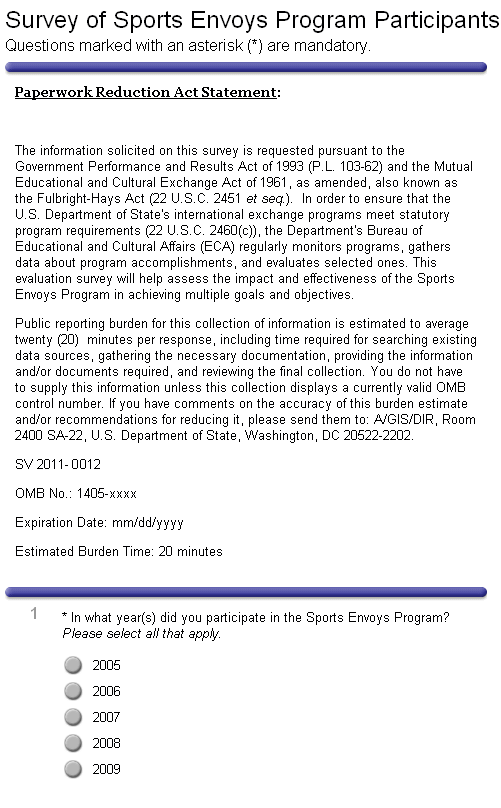 Survey of Sports Envoys Program Participants
Questions marked with an asterisk (*) are mandatory.
Paperwork Reduction Act Statement:
The information solicited on this survey is requested pursuant to the
Government Performance and Results Act of 1993 (P.L. 103-62) and the Mutual
Educational and Cultural Exchange Act of 1961, as amended, also known as
the Fulbright-Hays Act (22 U.S.C. 2451 et seq.).  In order to ensure that the
U.S. Department of State's international exchange programs meet statutory
program requirements (22 U.S.C. 2460(c)), the Department's Bureau of
Educational and Cultural Affairs (ECA) regularly monitors programs, gathers
data about program accomplishments, and evaluates selected ones. This
evaluation survey will help assess the impact and effectiveness of the Sports
Envoys Program in achieving multiple goals and objectives.
Public reporting burden for this collection of information is estimated to average
twenty (20)  minutes per response, including time required for searching existing
data sources, gathering the necessary documentation, providing the information
and/or documents required, and reviewing the final collection. You do not have
to supply this information unless this collection displays a currently valid OMB
control number. If you have comments on the accuracy of this burden estimate
and/or recommendations for reducing it, please send them to: A/GIS/DIR, Room
2400 SA-22, U.S. Department of State, Washington, DC 20522-2202.
SV 2011- 0012
OMB No.: 1405-xxxx
Expiration Date: mm/dd/yyyy
Estimated Burden Time: 20 minutes
1 * In what year(s) did you participate in the Sports Envoys Program?
Please select all that apply.
2005
2006
2007
2008
2009